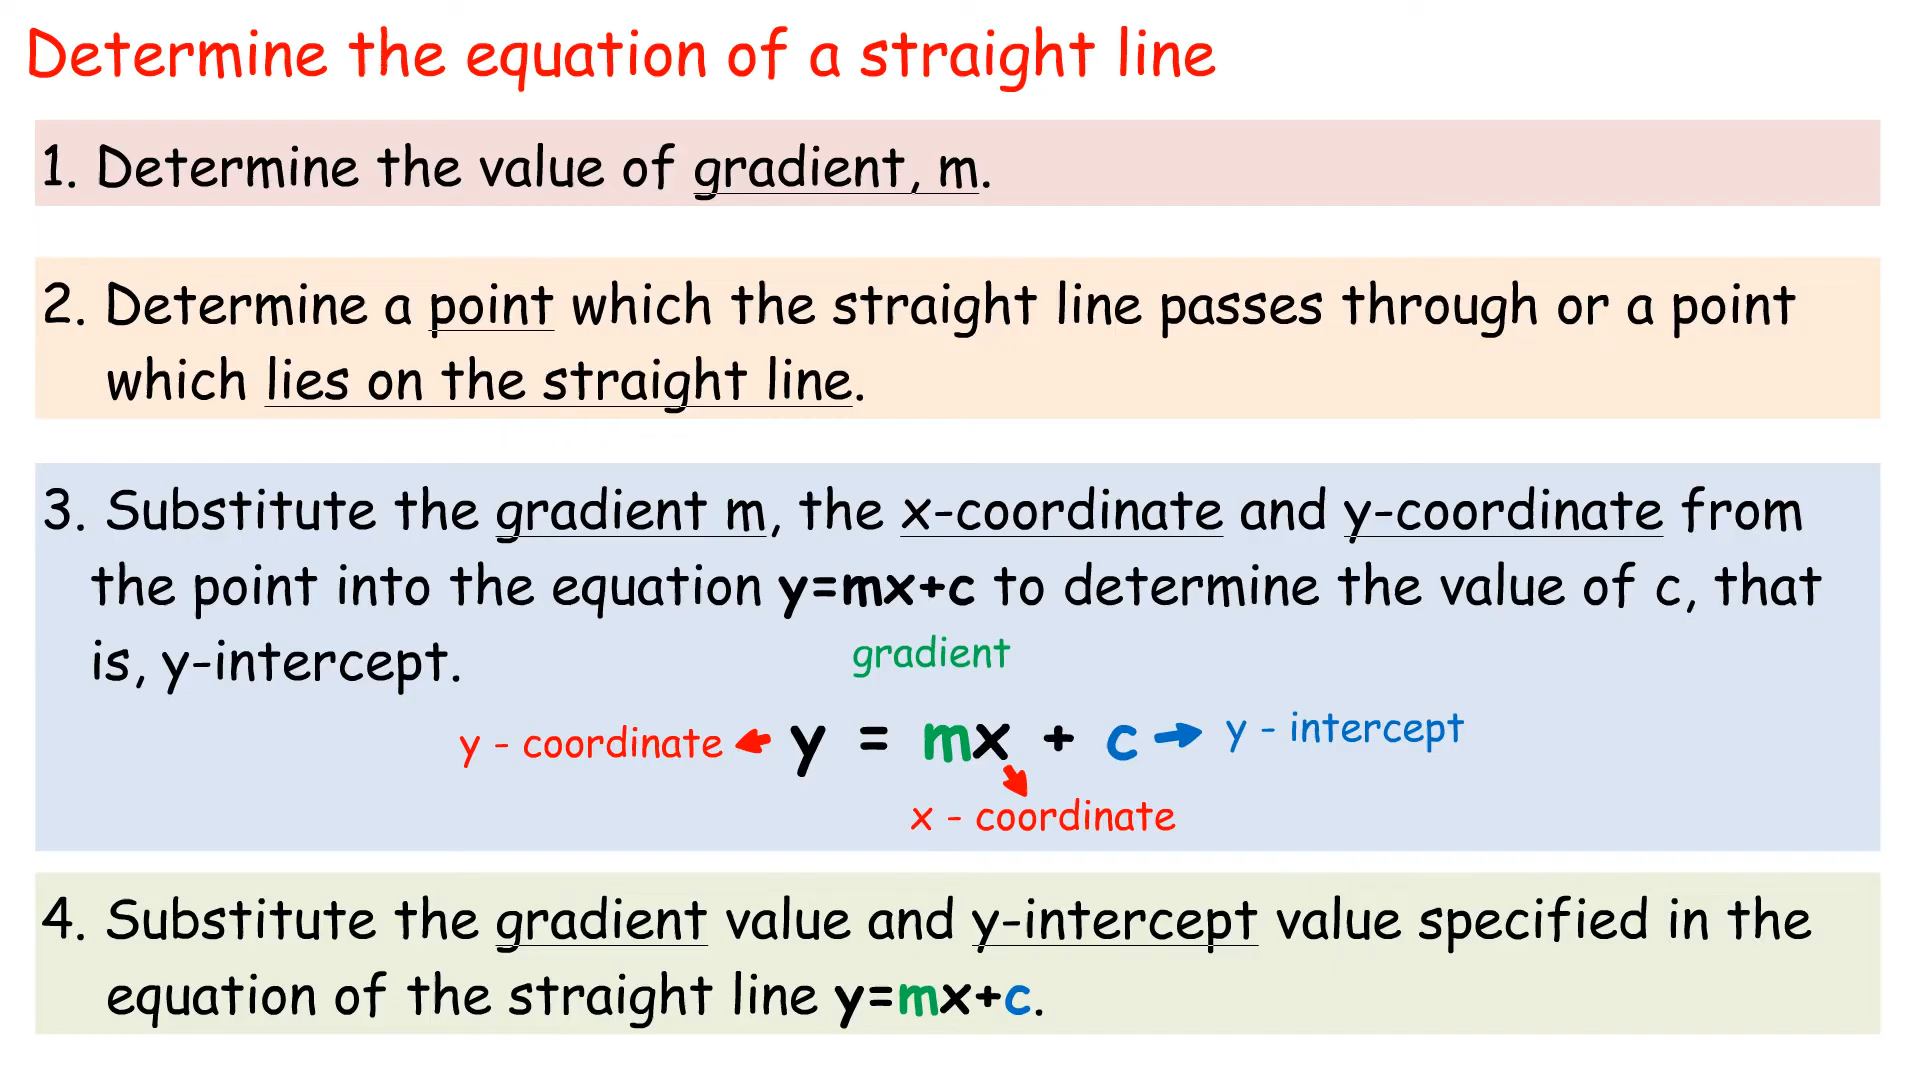 Determine the equation of a straight line
1. Determine the value of gradient, m.
2. Determine a point which the straight line passes through or a point
which lies on the straight line.
3. Substitute the gradient m, the x-coordinate and y-coordinate from
the point into the equation y=mx+c to determine the value of c, that
is, y-intercept.
gradient
y - coordinate y = mx + c y - intercept
x - coordinate
4. Substitute the gradient value and y-intercept value specified in the
equation of the straight line y=mx+c.